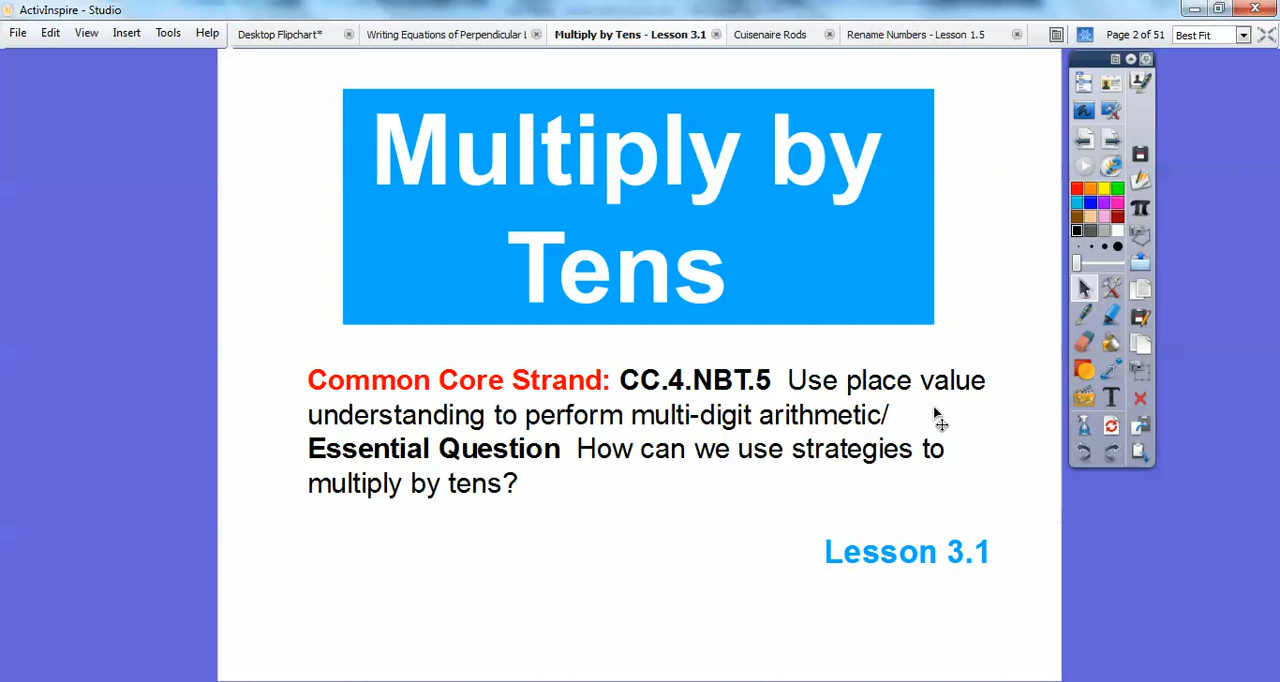 ActivInspire - Studio
File Edit View Insert Tools Help
Desktop Flipchart* Writing Equations of Perpendicular L Multiply by Tens - Lesson 3.1 Cuisenaire Rods Rename Numbers - Lesson 1.5 Page 2 of 51 Best Fit
Multiply by
Tens
Common Core Strand: CC.4.NBT.5 Use place value
understanding to perform multi-digit arithmetic/
Essential Question How can we use strategies to
multiply by tens?
Lesson 3.1